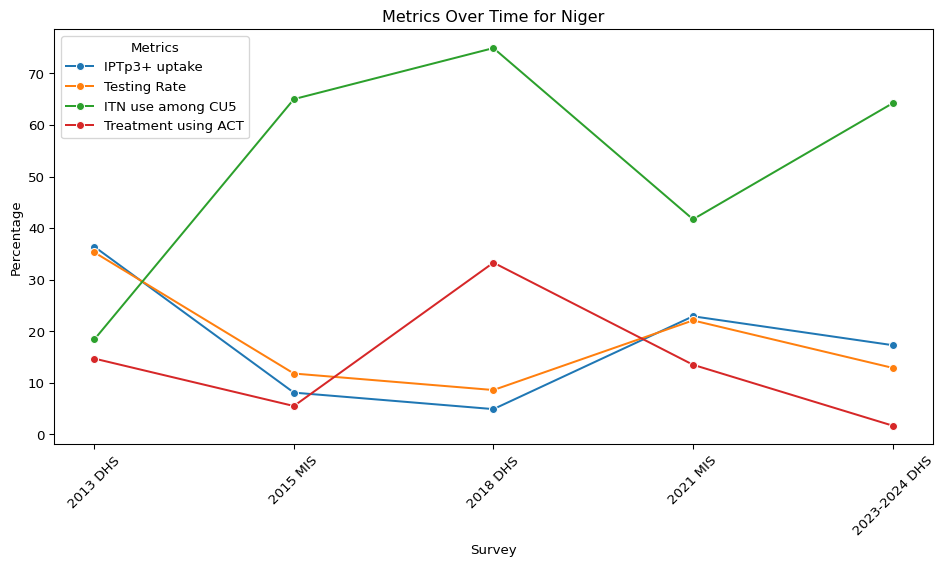 Metrics Over Time for Niger
Metrics
IPTp3+ uptake
Testing Rate
ITN use among CU5
Treatment using ACT
Percentage
70
60
50
40
30
20
10
0
2013 DHS
2015 MIS
2018 DHS
2021 MIS
2023-2024 DHS
Survey